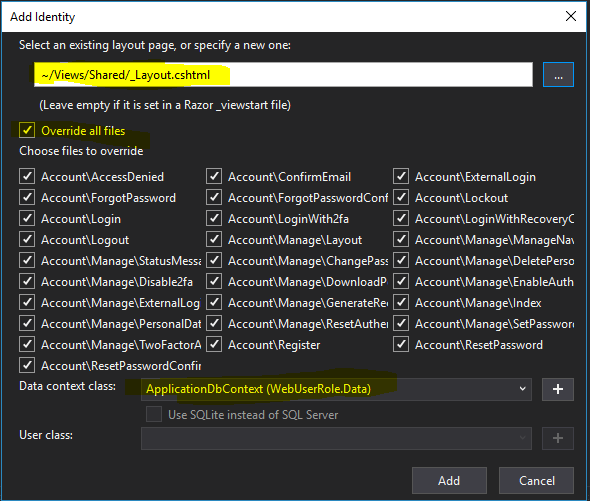 Add Identity
Select an existing layout page, or specify a new one:
~/Views/Shared/_Layout.cshtml
...
(Leave empty if it is set in a Razor _viewstart file)
Override all files
Choose files to override
Account\AccessDenied Account\ConfirmEmail Account\ExternalLogin
Account\ForgotPassword Account\ForgotPasswordConf Account\Lockout
Account\Login Account\LoginWith2fa Account\LoginWithRecoveryC
Account\Logout Account\Manage\Layout Account\Manage\ManageNav
Account\Manage\StatusMessa Account\Manage\ChangePass Account\Manage\DeletePerso
Account\Manage\Disable2fa Account\Manage\DownloadP Account\Manage\EnableAuth
Account\Manage\ExternalLog Account\Manage\GenerateRec Account\Manage\Index
Account\Manage\PersonalDat Account\Manage\ResetAuthen Account\Manage\SetPassword
Account\Manage\TwoFactorA Account\Register Account\ResetPassword
Account\ResetPasswordConfir
Data context class: ApplicationDbContext (WebUserRole.Data)
Use SQLite instead of SQL Server
User class:
Add Cancel